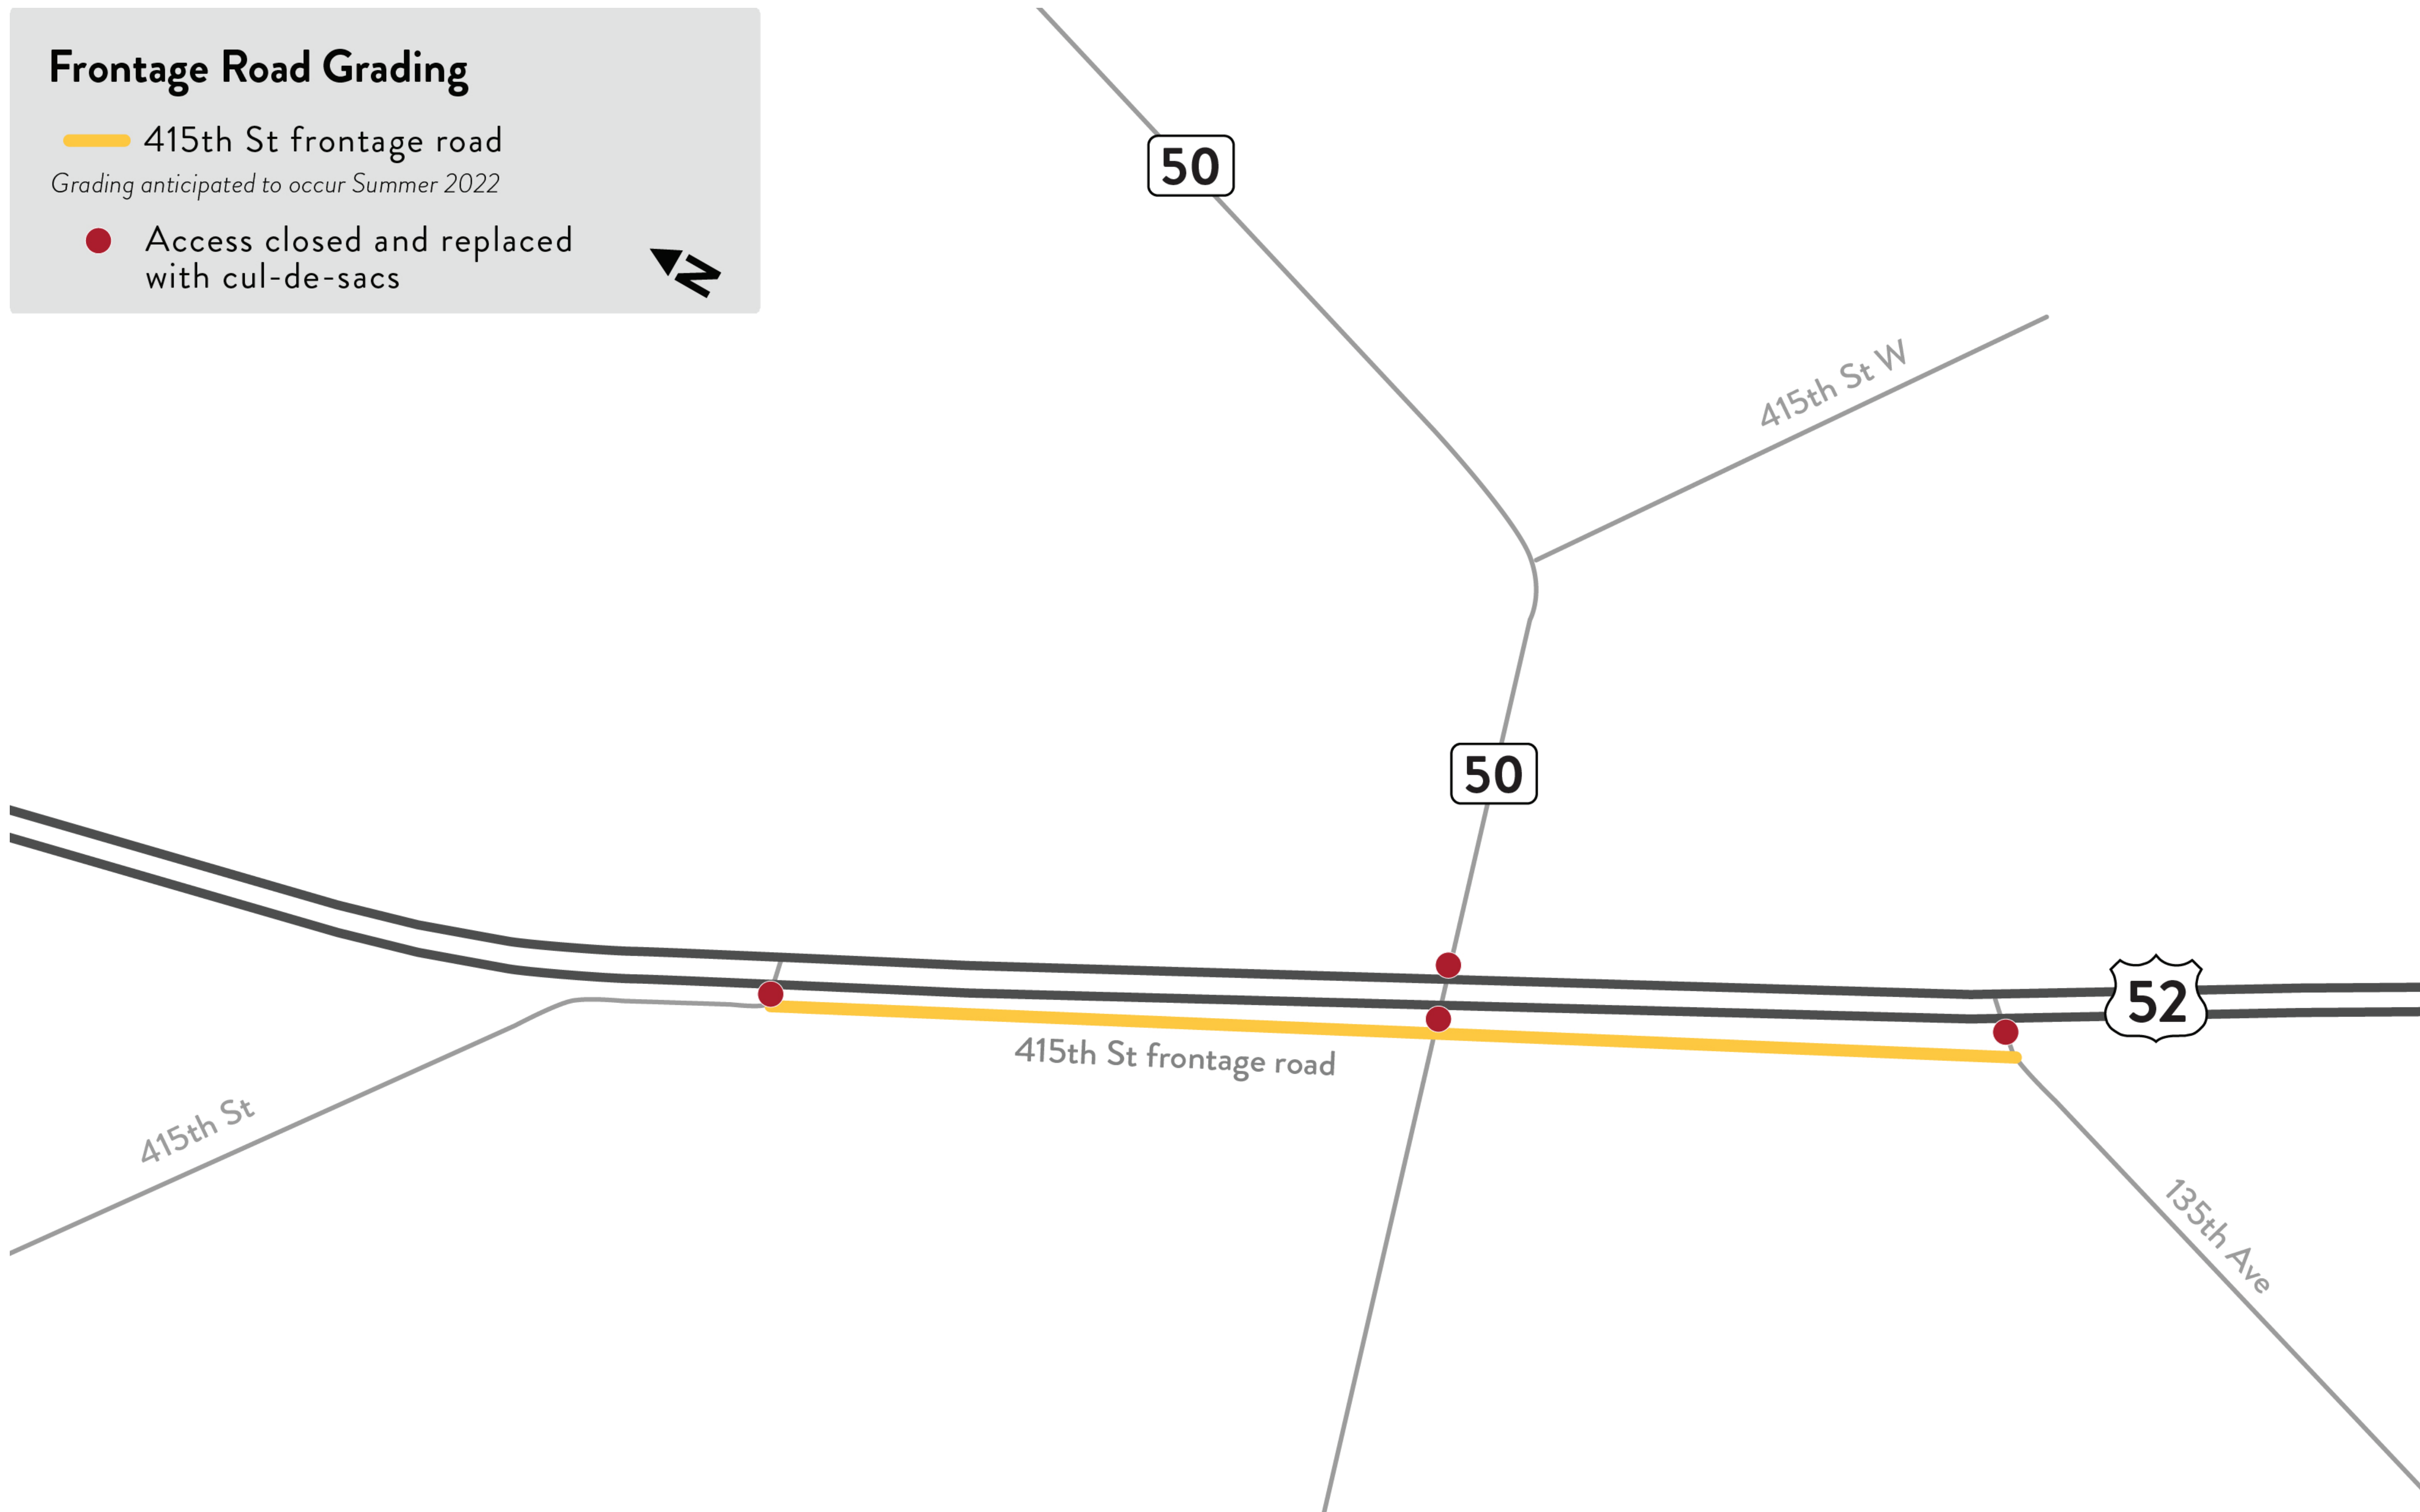 Frontage Road Grading
415th St frontage road
Grading anticipated to occur Summer 2022
Access closed and replaced
with cul-de-sacs
N
50
415th St W
50
52
415th St frontage road
415th St
135th Ave